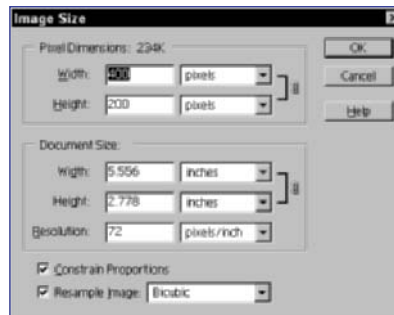 Image Size
Pixel Dimensions: 234K
Width: 400 pixels
Height: 200 pixels
OK
Cancel
Help
Document Size:
Width: 5.556 inches
Height: 2.778 inches
Resolution: 72 pixels/inch
Constrain Proportions
Resample Image: Bicubic